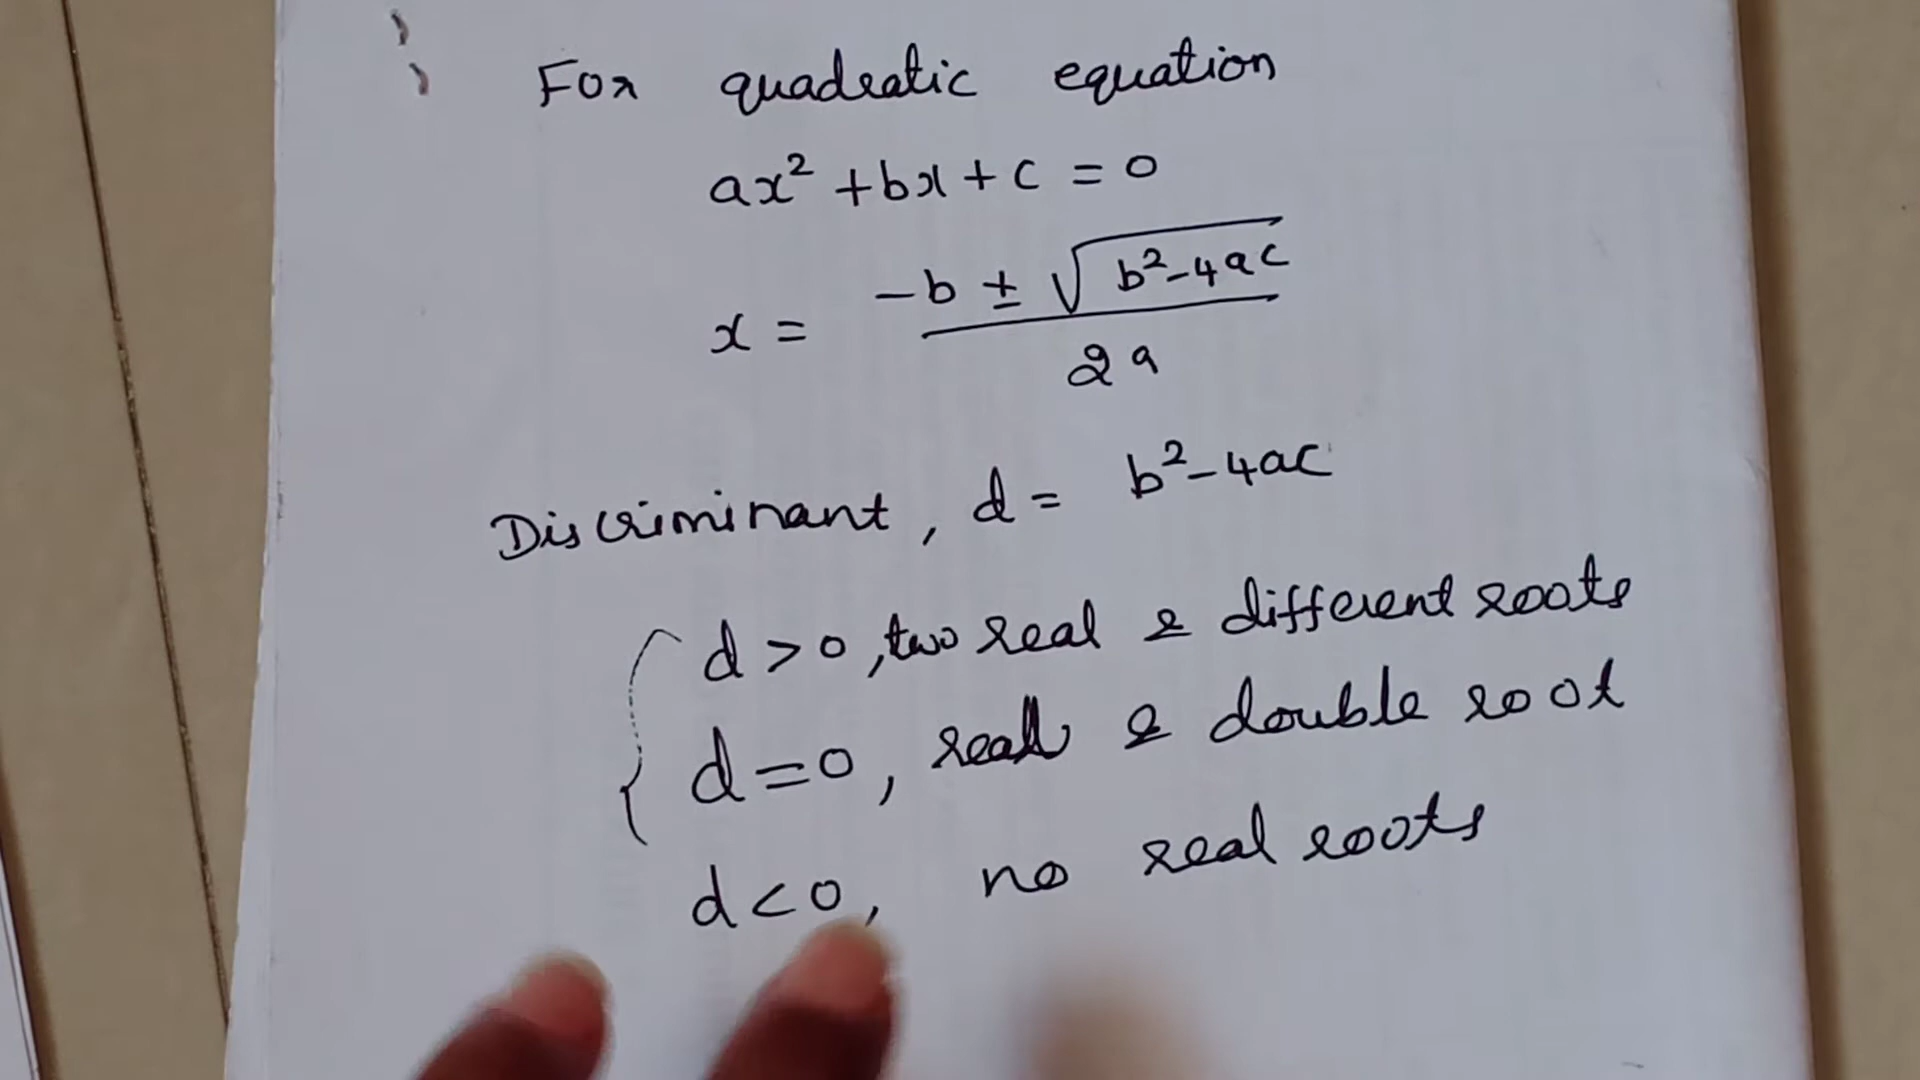 For quadratic equation
ax² + bx + c = 0
x = (-b ± √(b²-4ac)) / 2a
Discriminant, d = b²-4ac
d > 0, two real & different roots
d = 0, real & double root
d < 0, no real roots